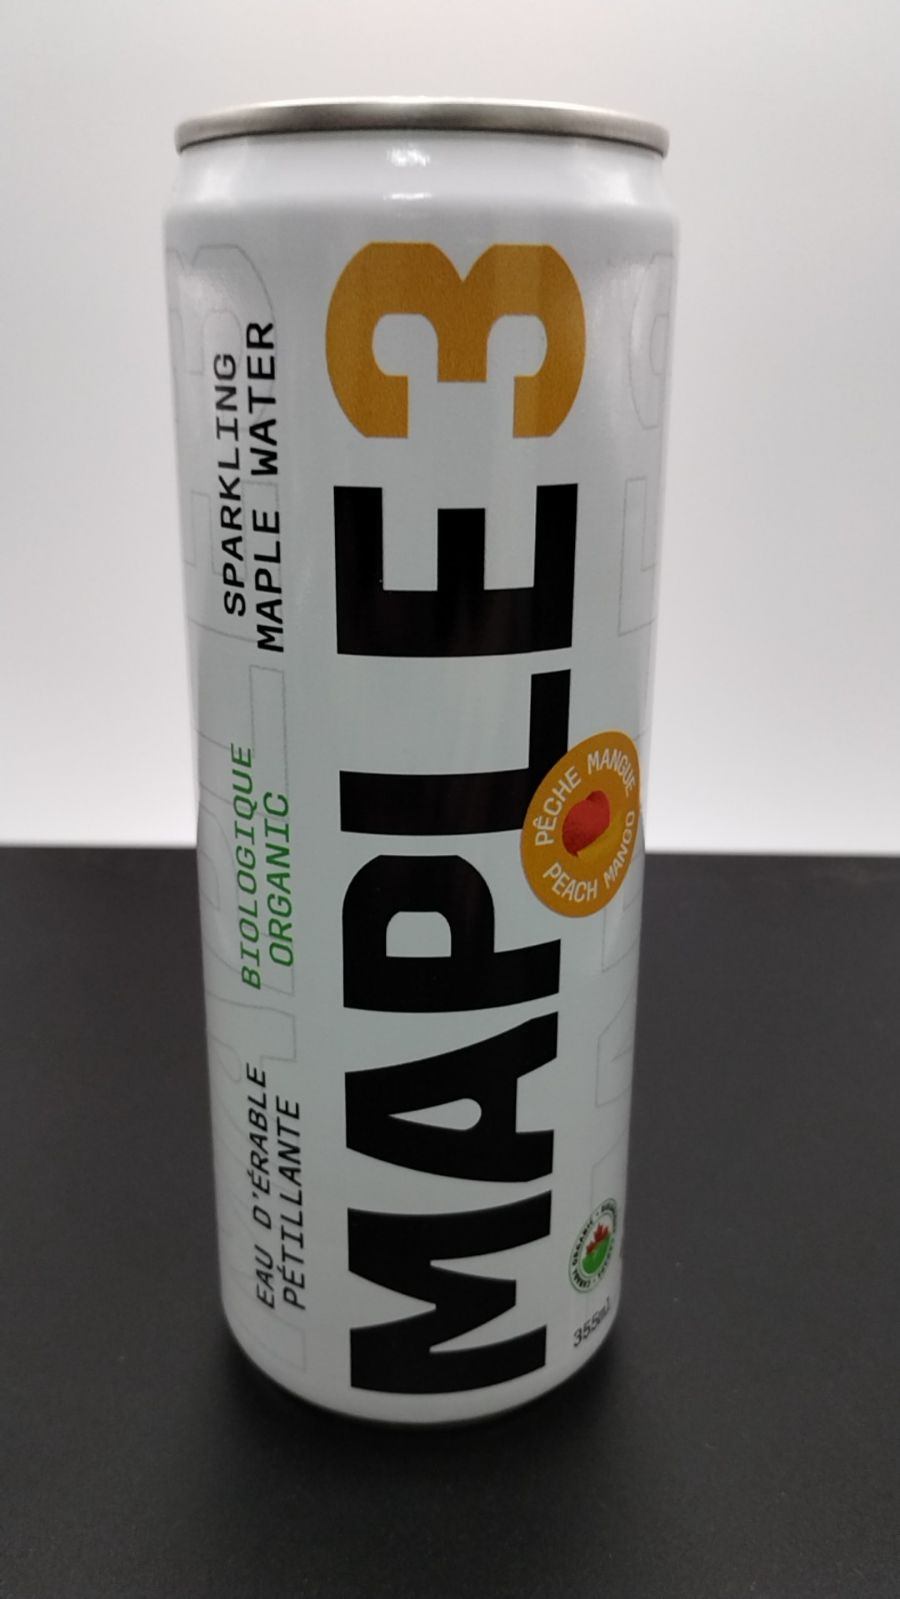 EAU D'ÉRABLE
PÉTILLANTE
BIOLOGIQUE
ORGANIC
SPARKLING
MAPLE WATER
MAPLE3
PÊCHE MANGUE
PEACH MANGO
355ml